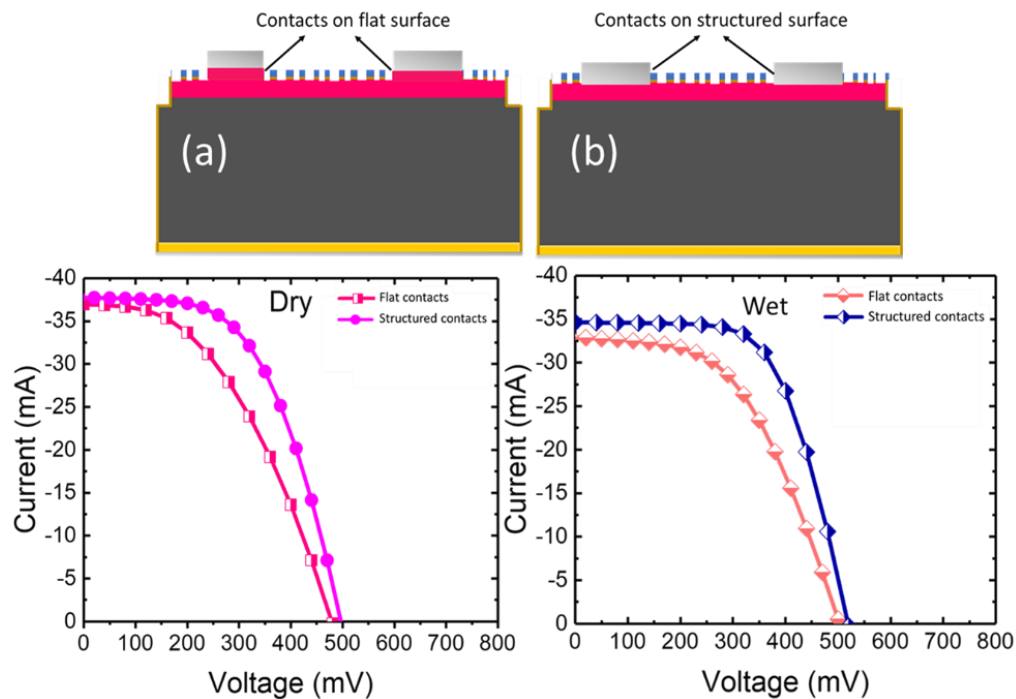 Contacts on flat surface
Contacts on structured surface
(a)
(b)
-40
-35
-30
-25
-20
-15
-10
-5
0
Current (mA)
Dry
Flat contacts
Structured contacts
0 100 200 300 400 500 600 700 800
Voltage (mV)
-40
-35
-30
-25
-20
-15
-10
-5
0
Current (mA)
Wet
Flat contacts
Structured contacts
0 100 200 300 400 500 600 700 800
Voltage (mV)